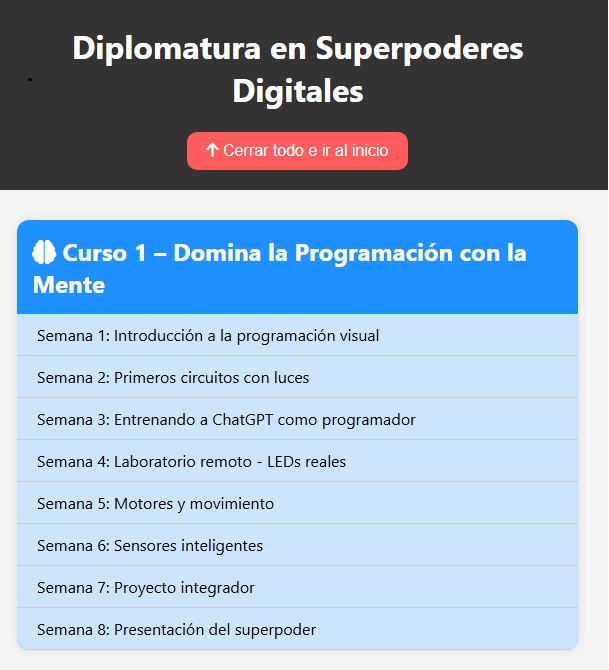 Diplomatura en Superpoderes
Digitales
Cerrar todo e ir al inicio
Curso 1 – Domina la Programación con la
Mente
Semana 1: Introducción a la programación visual
Semana 2: Primeros circuitos con luces
Semana 3: Entrenando a ChatGPT como programador
Semana 4: Laboratorio remoto - LEDs reales
Semana 5: Motores y movimiento
Semana 6: Sensores inteligentes
Semana 7: Proyecto integrador
Semana 8: Presentación del superpoder